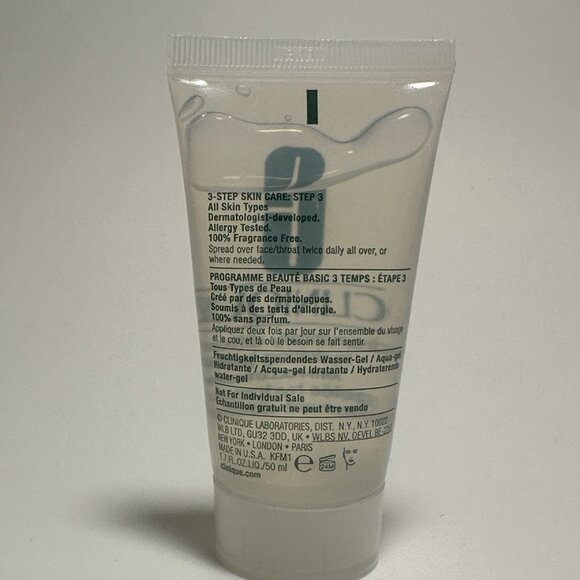 3-STEP SKIN CARE: STEP 3
All Skin Types
Dermatologist-developed.
Allergy Tested.
100% Fragrance Free.
Spread over face/throat twice daily all over, or
where needed.
PROGRAMME BEAUTÉ BASIC 3 TEMPS : ÉTAPE 3
Tous Types de Peau
Créé par des dermatologues.
Soumis à des tests d'allergie.
100% sans parfum.
Appliquez deux fois par jour sur l'ensemble du visage
et le cou, et là où le besoin se fait sentir.
Feuchtigkeitsspendendes Wasser-Gel / Aqua-gel
Hidratante / Acqua-gel Idratante / Hydraterende
water-gel
Not For Individual Sale
Echantillon gratuit ne peut être vendu
© CLINIQUE LABORATORIES, DIST. N.Y., N.Y. 10022
WLB LTD, GU32 3DD, UK • WLBS NV. OEVEL
NEW YORK • LONDON • PARIS
MADE IN U.S.A. KFM1
1.7 FL.OZ.LIQ./50 ml e 24M
clinique.com